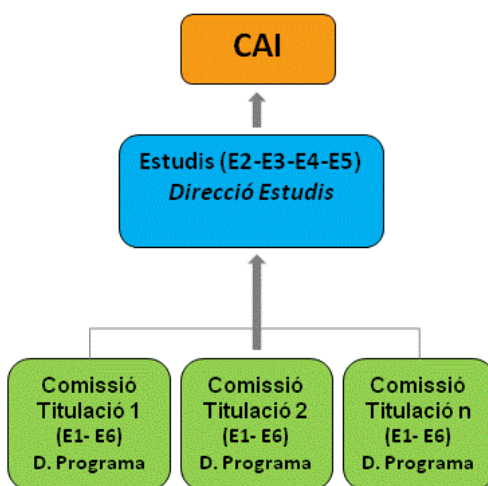 CAI
Estudis (E2-E3-E4-E5)
Direcció Estudis
Comissió
Titulació 1
(E1- E6)
D. Programa
Comissió
Titulació 2
(E1- E6)
D. Programa
Comissió
Titulació n
(E1- E6)
D. Programa